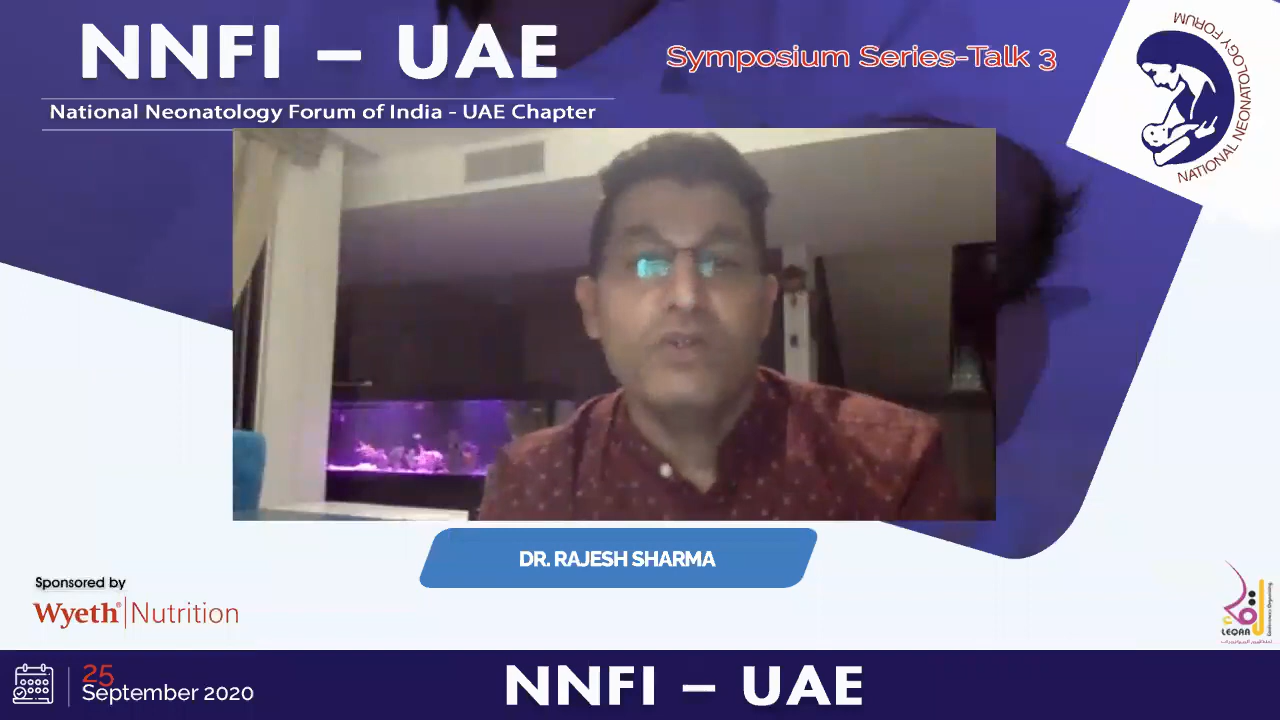 NNFI – UAE
Symposium Series-Talk 3
National Neonatology Forum of India - UAE Chapter
NATIONAL NEONATOLOGY FORUM
DR. RAJESH SHARMA
Sponsored by
Wyeth® Nutrition
LEQAA
25
September 2020
NNFI – UAE